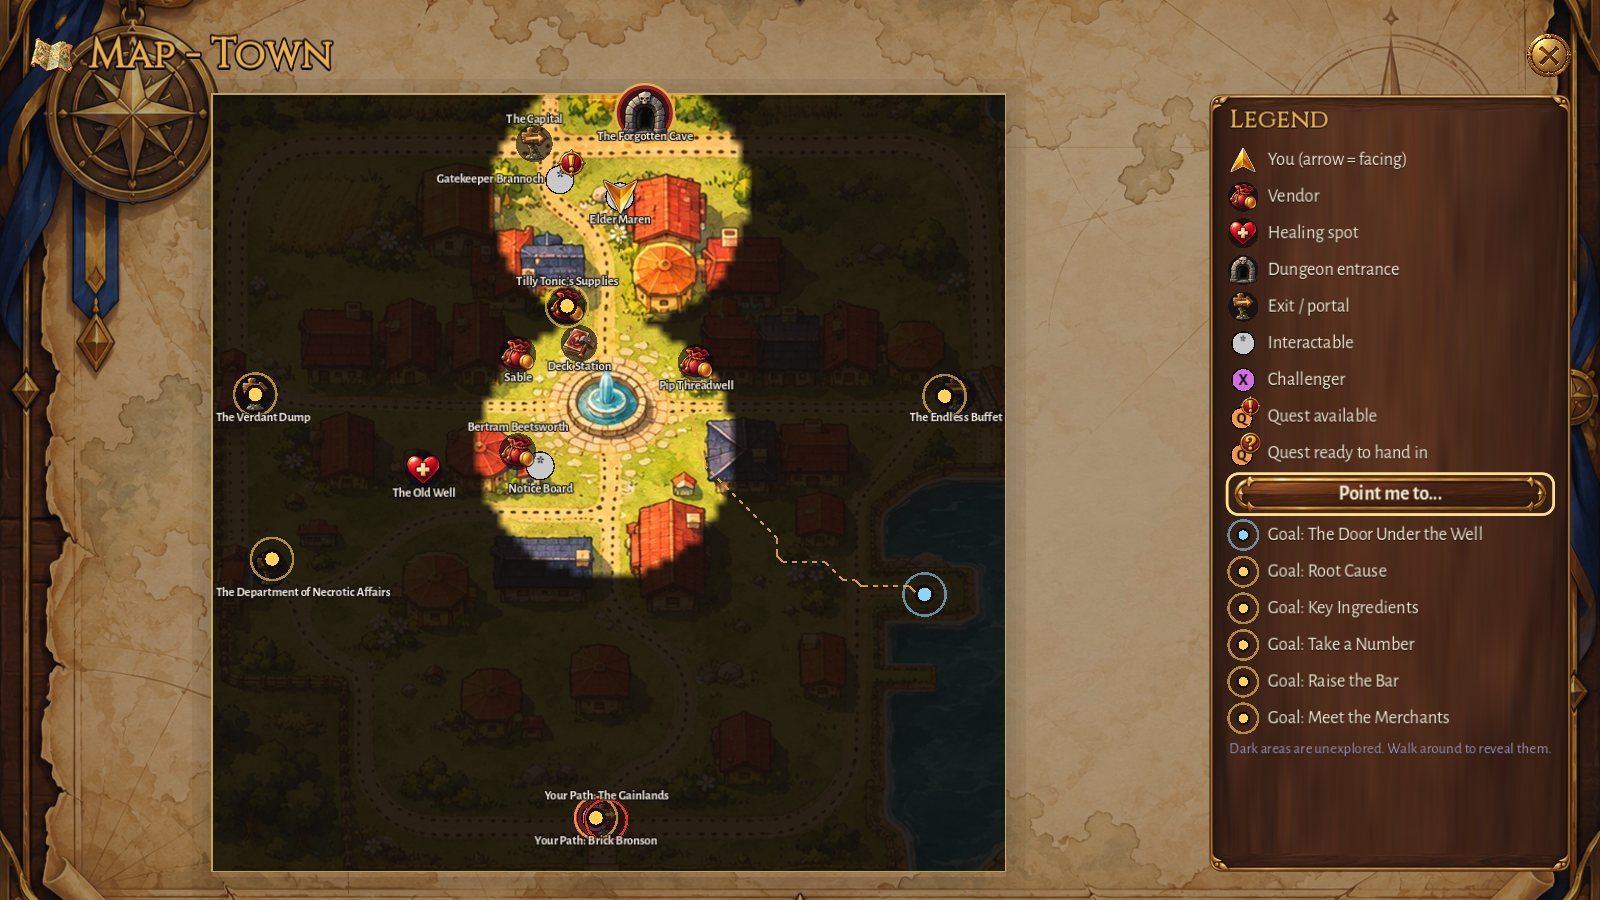 Map - Town
The Capital
The Forgotten Cave
Gatekeeper Brannoch
Elder Maren
Tilly Tonic's Supplies
Deck Station
Sable
Pip Threadwell
The Verdant Dump
The Endless Buffet
Bertram Beetsworth
Notice Board
The Old Well
The Department of Necrotic Affairs
Your Path: The Gainlands
Your Path: Brick Bronson
Legend
You (arrow = facing)
Vendor
Healing spot
Dungeon entrance
Exit / portal
Interactable
X Challenger
Q! Quest available
Q? Quest ready to hand in
Point me to...
Goal: The Door Under the Well
Goal: Root Cause
Goal: Key Ingredients
Goal: Take a Number
Goal: Raise the Bar
Goal: Meet the Merchants
Dark areas are unexplored. Walk around to reveal them.